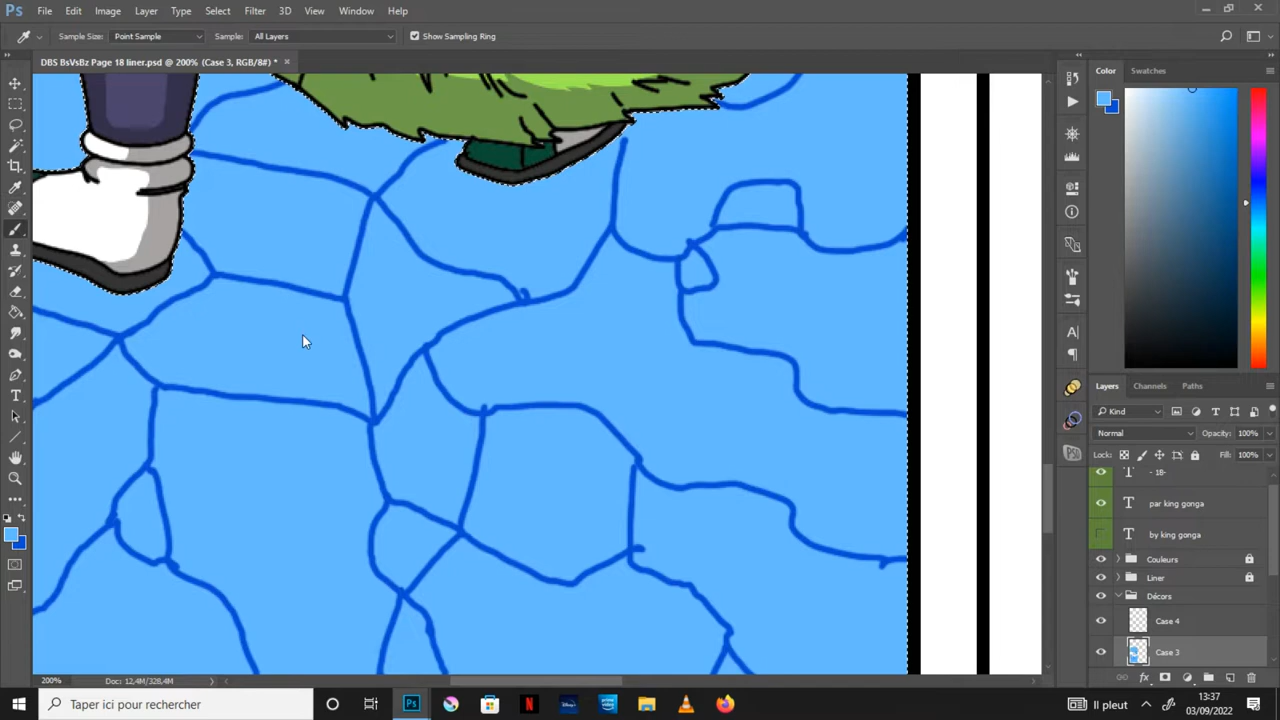 Ps File Edit Image Layer Type Select Filter 3D View Window Help
Sample Size: Point Sample Sample: All Layers Show Sampling Ring
DBS BsVsBz Page 18 liner.psd @ 200% (Case 3, RGB/8#) * ×
Color Swatches
Layers Channels Paths
Kind
Normal Opacity: 100%
Lock: Fill: 100%
- 18-
par king gonga
by king gonga
Couleurs
Liner
Décors
Case 4
Case 3
200% Doc: 12,4M/328,4M
Taper ici pour rechercher
Il pleut
13:37
03/09/2022